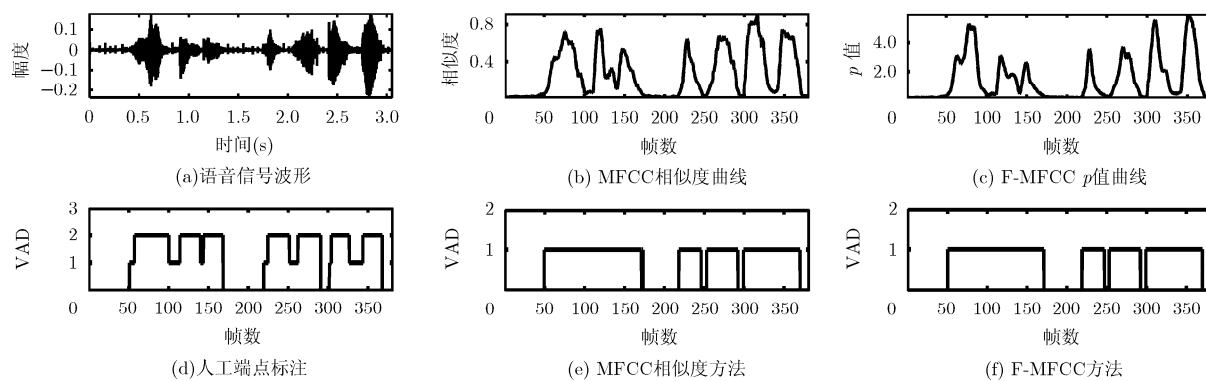 0.1
0
−0.1
−0.2
幅度
0 0.5 1.0 1.5 2.0 2.5 3.0
时间(s)
(a)语音信号波形
0.8
0.4
相似度
50 100 150 200 250 300 350
帧数
(b) MFCC相似度曲线
4.0
2.0
p 值
0 50 100 150 200 250 300 350
帧数
(c) F-MFCC p值曲线
3
2
1
VAD
0 50 100 150 200 250 300 350
帧数
(d)人工端点标注
2
1
VAD
0 50 100 150 200 250 300 350
帧数
(e) MFCC相似度方法
2
1
VAD
0 50 100 150 200 250 300 350
帧数
(f) F-MFCC方法